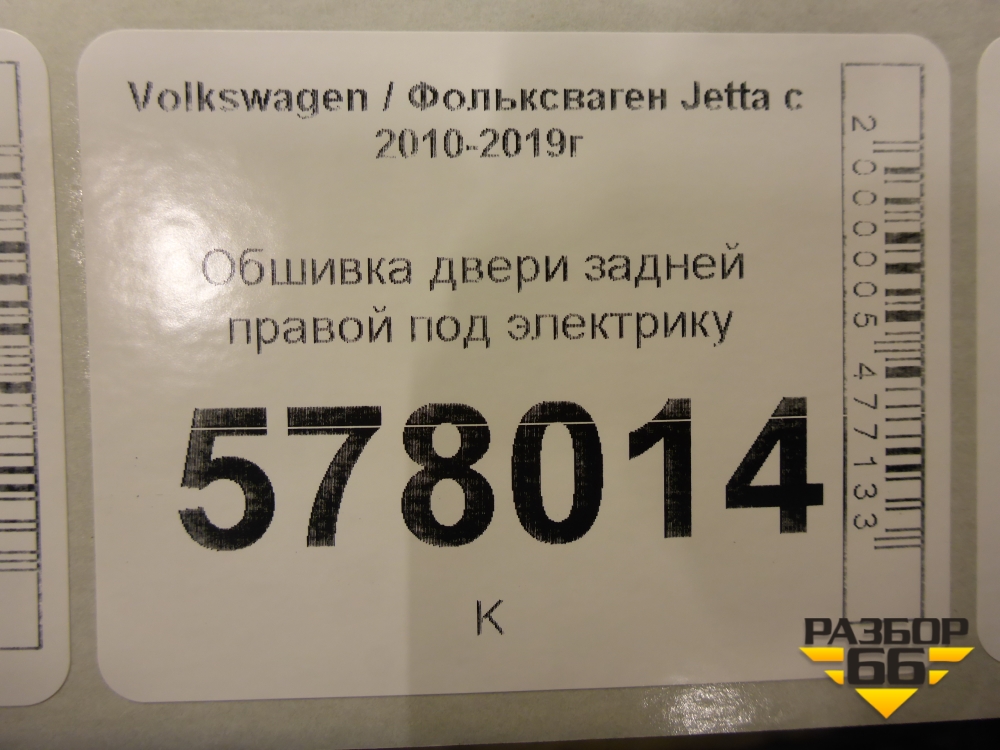 Volkswagen / Фольксваген Jetta с
2010-2019г
Обшивка двери задней
правой под электрику
578014
К
2000005477133
РАЗБОР
66